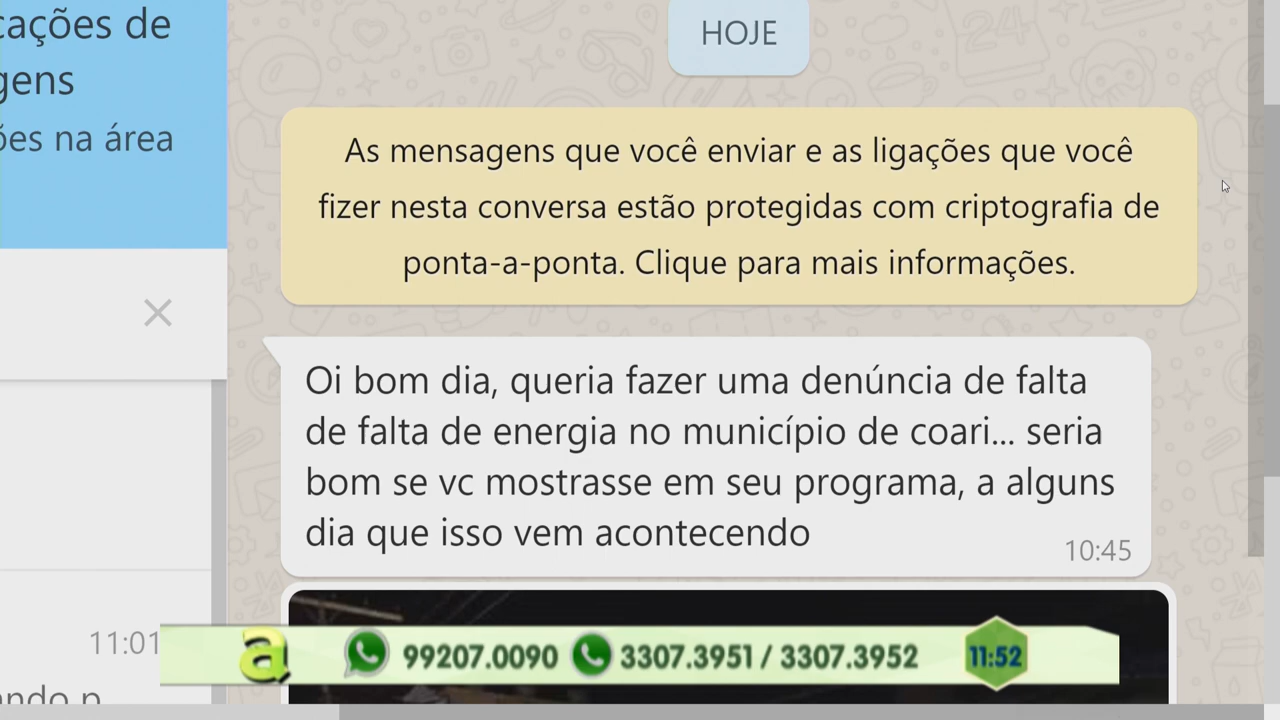 cações de
gens
ões na área
HOJE
As mensagens que você enviar e as ligações que você
fizer nesta conversa estão protegidas com criptografia de
ponta-a-ponta. Clique para mais informações.
Oi bom dia, queria fazer uma denúncia de falta
de falta de energia no município de coari... seria
bom se vc mostrasse em seu programa, a alguns
dia que isso vem acontecendo
10:45
11:01
ando p
a 99207.0090 3307.3951 / 3307.3952 11:52